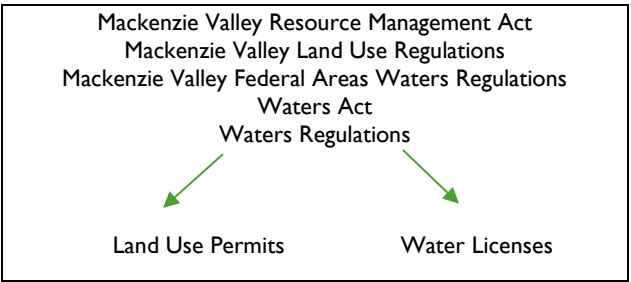 Mackenzie Valley Resource Management Act
Mackenzie Valley Land Use Regulations
Mackenzie Valley Federal Areas Waters Regulations
Waters Act
Waters Regulations
Land Use Permits
Water Licenses